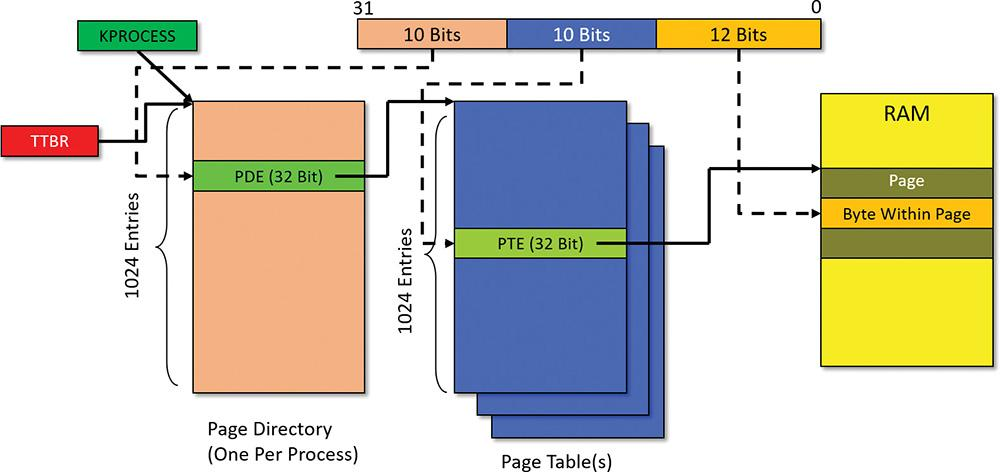 31
0
KPROCESS
10 Bits
10 Bits
12 Bits
TTBR
RAM
PDE (32 Bit)
Page
Byte Within Page
PTE (32 Bit)
1024 Entries
1024 Entries
Page Directory
(One Per Process)
Page Table(s)